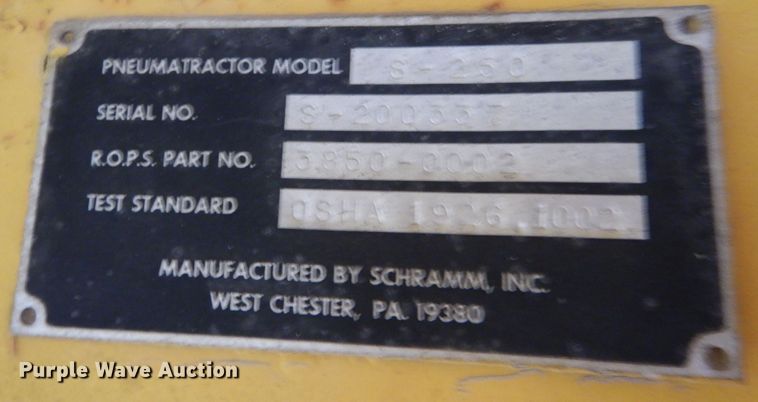 PNEUMATRACTOR MODEL S-250
SERIAL NO.
R.O.P.S. PART NO. 3850-0002
TEST STANDARD OSHA 1926.1002
MANUFACTURED BY SCHRAMM, INC.
WEST CHESTER, PA. 19380
Purple Wave Auction